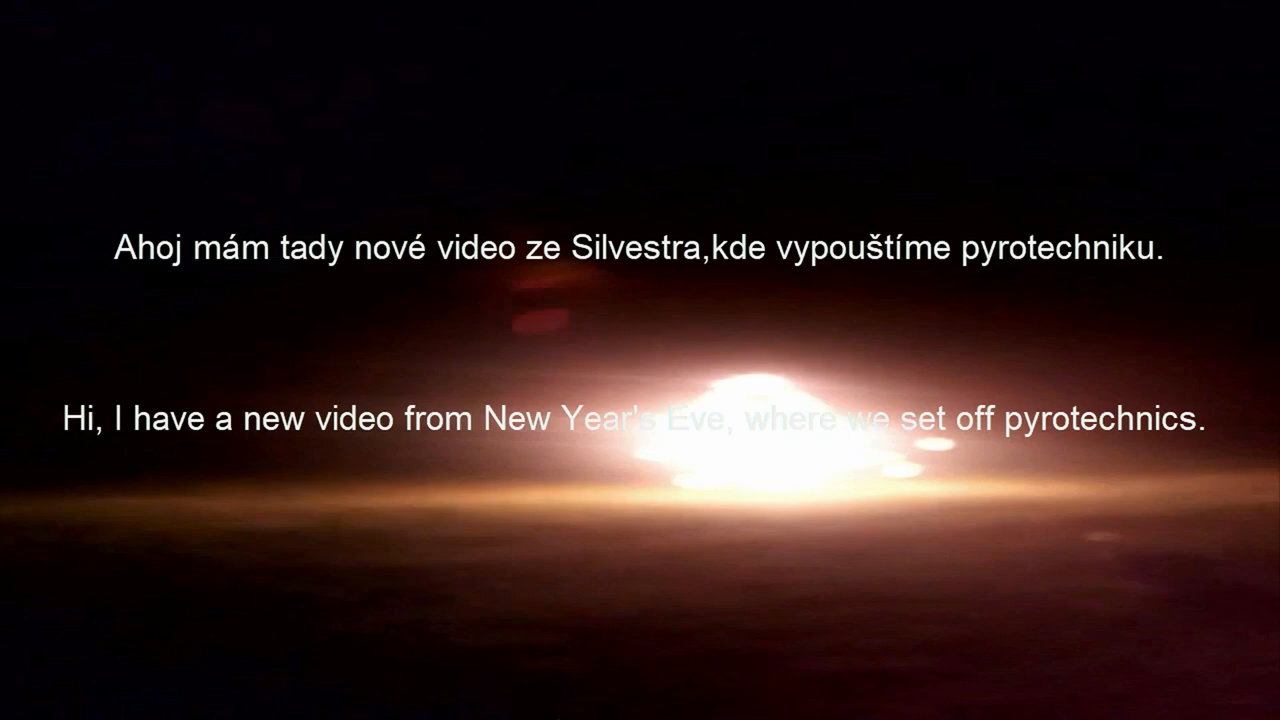 Ahoj mám tady nové video ze Silvestra,kde vypouštíme pyrotechniku.
Hi, I have a new video from New Year's Eve, where we set off pyrotechnics.